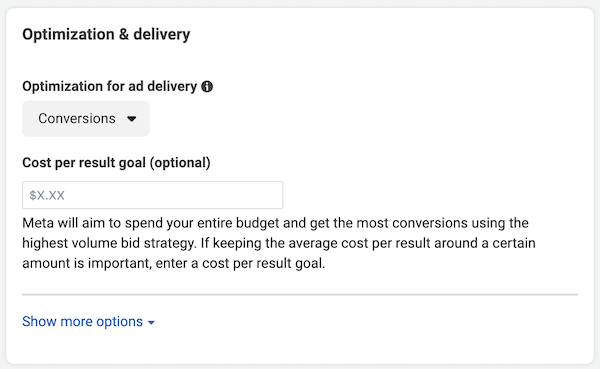 Optimization & delivery
Optimization for ad delivery
Conversions
Cost per result goal (optional)
$X.XX
Meta will aim to spend your entire budget and get the most conversions using the
highest volume bid strategy. If keeping the average cost per result around a certain
amount is important, enter a cost per result goal.
Show more options